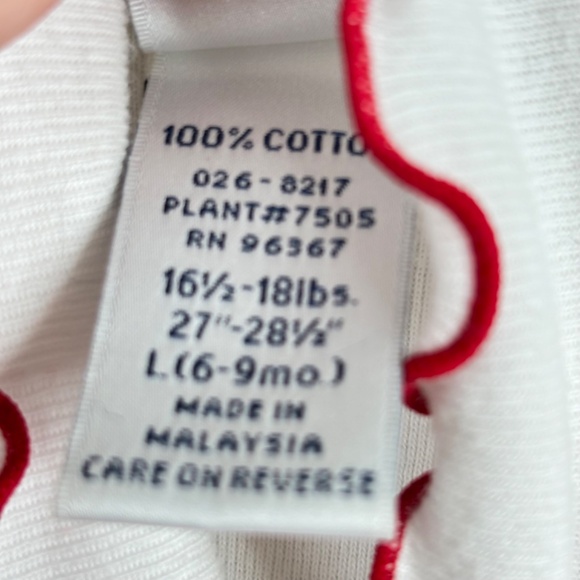 100% COTTO
026-8217
PLANT#7505
RN 96367
16½-18lbs.
27"-28½"
L(6-9mo.)
MADE IN
MALAYSIA
CARE ON REVERSE